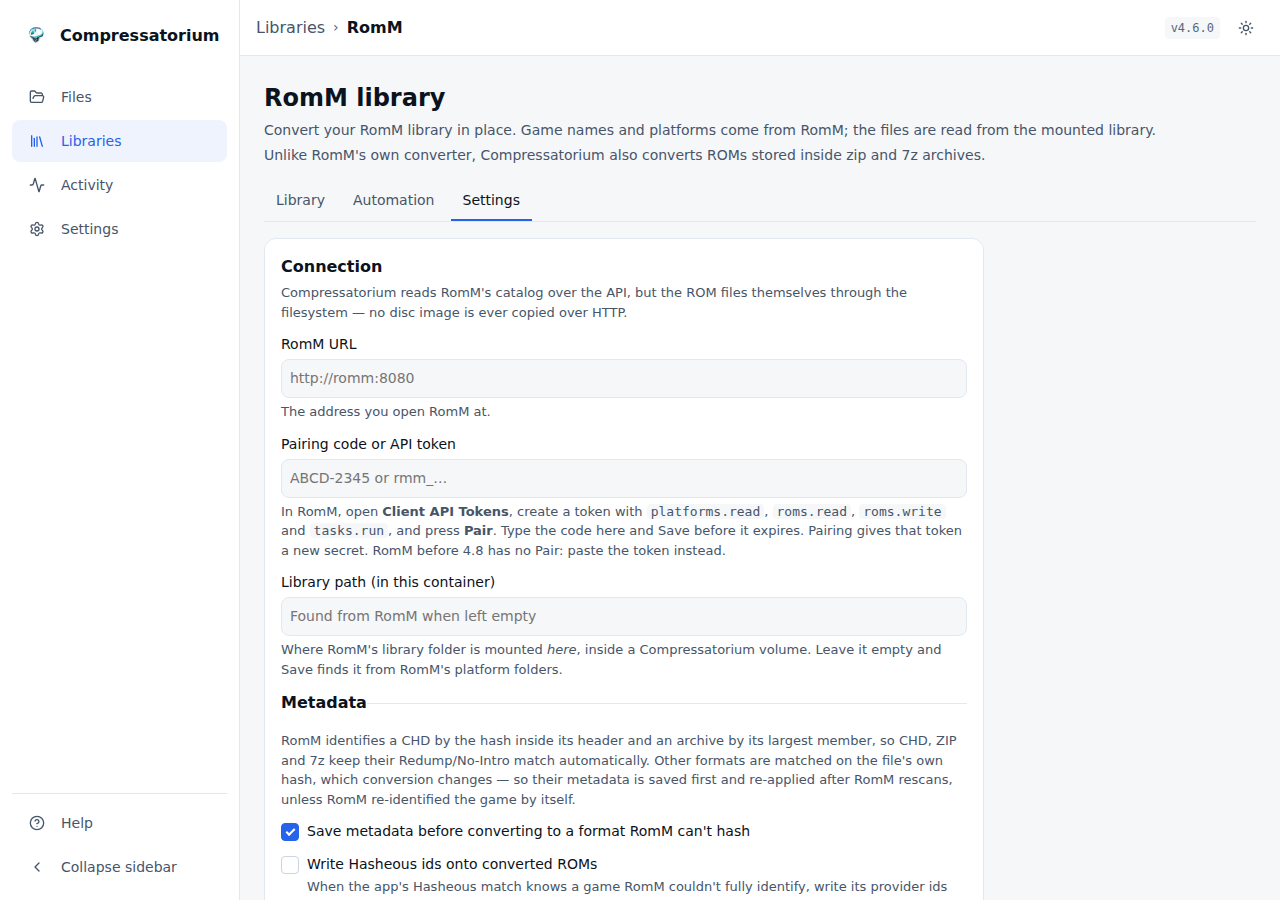 Compressatorium
Files
Libraries
Activity
Settings
Help
Collapse sidebar
Libraries › RomM
v4.6.0
RomM library
Convert your RomM library in place. Game names and platforms come from RomM; the files are read from the mounted library.
Unlike RomM's own converter, Compressatorium also converts ROMs stored inside zip and 7z archives.
Library Automation Settings
Connection
Compressatorium reads RomM's catalog over the API, but the ROM files themselves through the
filesystem — no disc image is ever copied over HTTP.
RomM URL
http://romm:8080
The address you open RomM at.
Pairing code or API token
ABCD-2345 or rmm_…
In RomM, open Client API Tokens, create a token with platforms.read, roms.read, roms.write
and tasks.run, and press Pair. Type the code here and Save before it expires. Pairing gives that token
a new secret. RomM before 4.8 has no Pair: paste the token instead.
Library path (in this container)
Found from RomM when left empty
Where RomM's library folder is mounted here, inside a Compressatorium volume. Leave it empty and
Save finds it from RomM's platform folders.
Metadata
RomM identifies a CHD by the hash inside its header and an archive by its largest member, so CHD, ZIP
and 7z keep their Redump/No-Intro match automatically. Other formats are matched on the file's own
hash, which conversion changes — so their metadata is saved first and re-applied after RomM rescans,
unless RomM re-identified the game by itself.
Save metadata before converting to a format RomM can't hash
Write Hasheous ids onto converted ROMs
When the app's Hasheous match knows a game RomM couldn't fully identify, write its provider ids